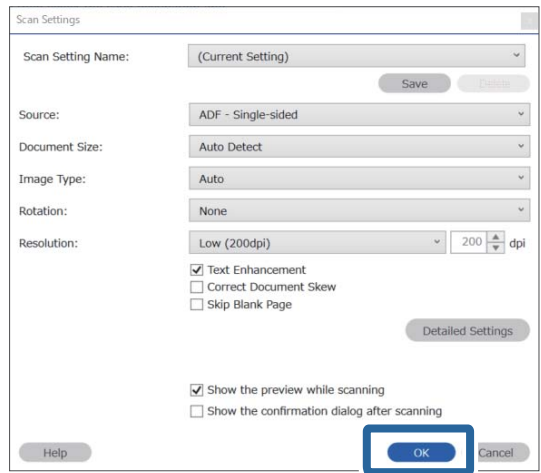 Scan Settings
Scan Setting Name: (Current Setting)
Save Delete
Source: ADF - Single-sided
Document Size: Auto Detect
Image Type: Auto
Rotation: None
Resolution: Low (200dpi) 200 dpi
Text Enhancement
Correct Document Skew
Skip Blank Page
Detailed Settings
Show the preview while scanning
Show the confirmation dialog after scanning
Help OK Cancel